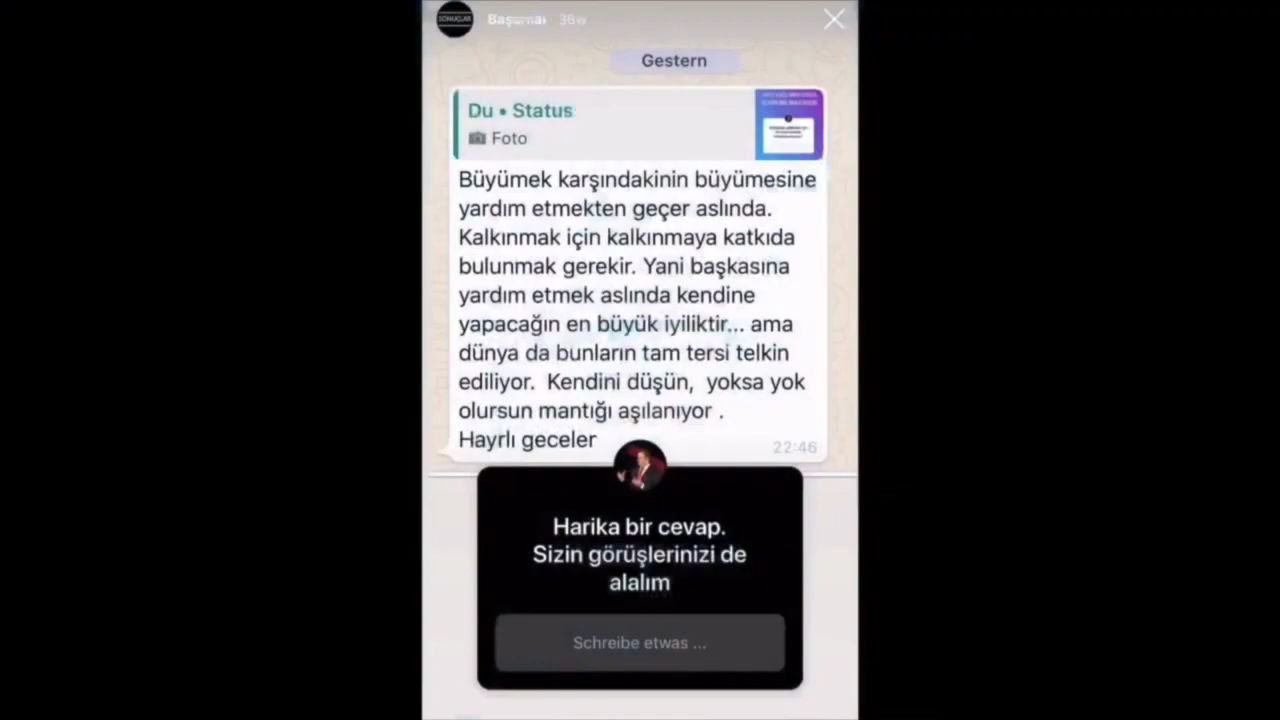 SONUÇLAR
36w
Gestern
Du • Status
Foto
Büyümek karşındakinin büyümesine
yardım etmekten geçer aslında.
Kalkınmak için kalkınmaya katkıda
bulunmak gerekir. Yani başkasına
yardım etmek aslında kendine
yapacağın en büyük iyiliktir... ama
dünya da bunların tam tersi telkin
ediliyor.  Kendini düşün,  yoksa yok
olursun mantığı aşılanıyor .
Hayrlı geceler
22:46
Harika bir cevap.
Sizin görüşlerinizi de
alalım
Schreibe etwas ...